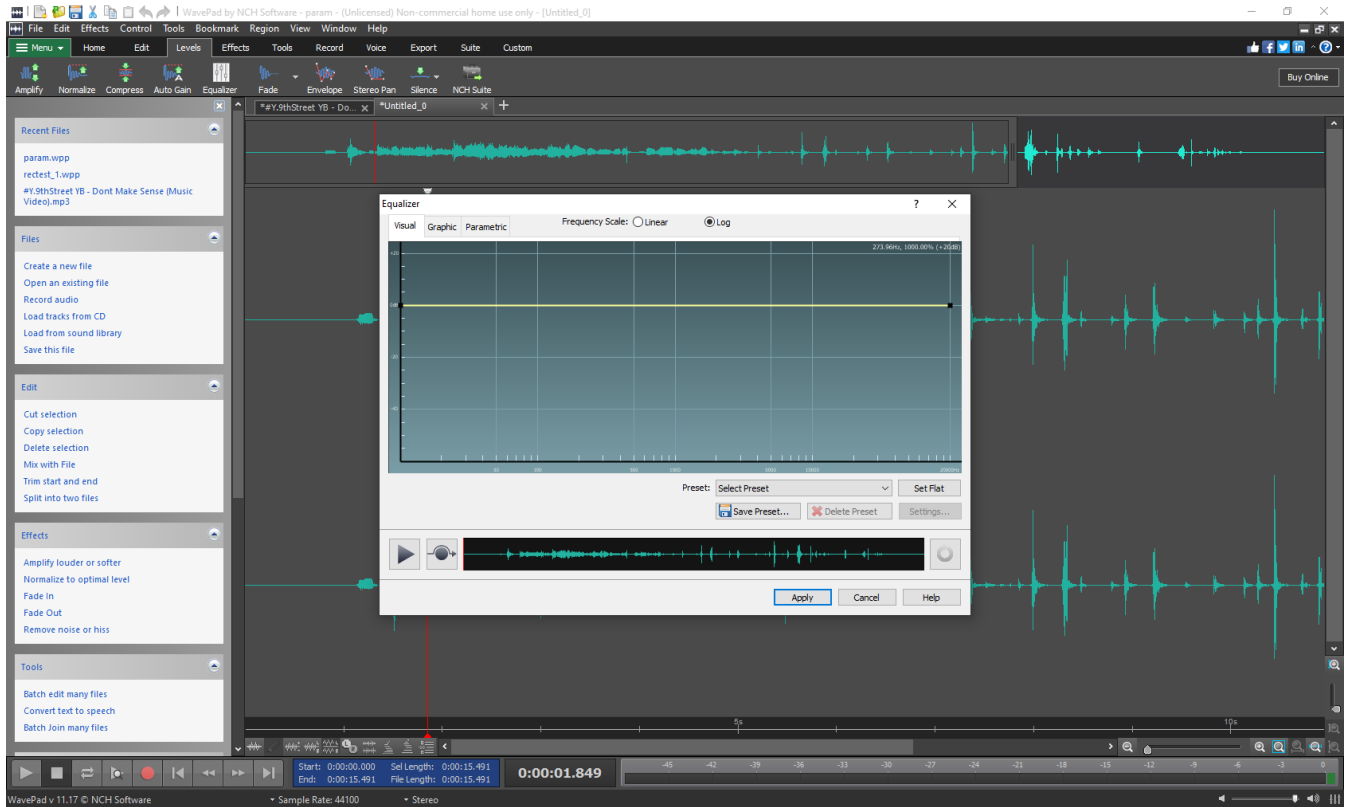 WavePad by NCH Software - param - (Unlicensed) Non-commercial home use only - [Untitled_0]
File Edit Effects Control Tools Bookmark Region View Window Help
Menu Home Edit Levels Effects Tools Record Voice Export Suite Custom
Amplify Normalize Compress Auto Gain Equalizer Fade Envelope Stereo Pan Silence NCH Suite Buy Online
*#Y.9thStreet YB - Do... *Untitled_0
Recent Files
param.wpp
rectest_1.wpp
#Y.9thStreet YB - Dont Make Sense (Music
Video).mp3
Files
Create a new file
Open an existing file
Record audio
Load tracks from CD
Load from sound library
Save this file
Edit
Cut selection
Copy selection
Delete selection
Mix with File
Trim start and end
Split into two files
Effects
Amplify louder or softer
Normalize to optimal level
Fade In
Fade Out
Remove noise or hiss
Tools
Batch edit many files
Convert text to speech
Batch Join many files
Equalizer ?
Visual Graphic Parametric Frequency Scale: Linear Log
273.96Hz, 1000.00% (+20dB)
Preset: Select Preset Set Flat
Save Preset... Delete Preset Settings...
Apply Cancel Help
5s 10s
Start: 0:00:00.000 Sel Length: 0:00:15.491
End: 0:00:15.491 File Length: 0:00:15.491
0:00:01.849
-45 -42 -39 -36 -33 -30 -27 -24 -21 -18 -15 -12 -9 -6 -3 0
WavePad v 11.17 © NCH Software Sample Rate: 44100 Stereo